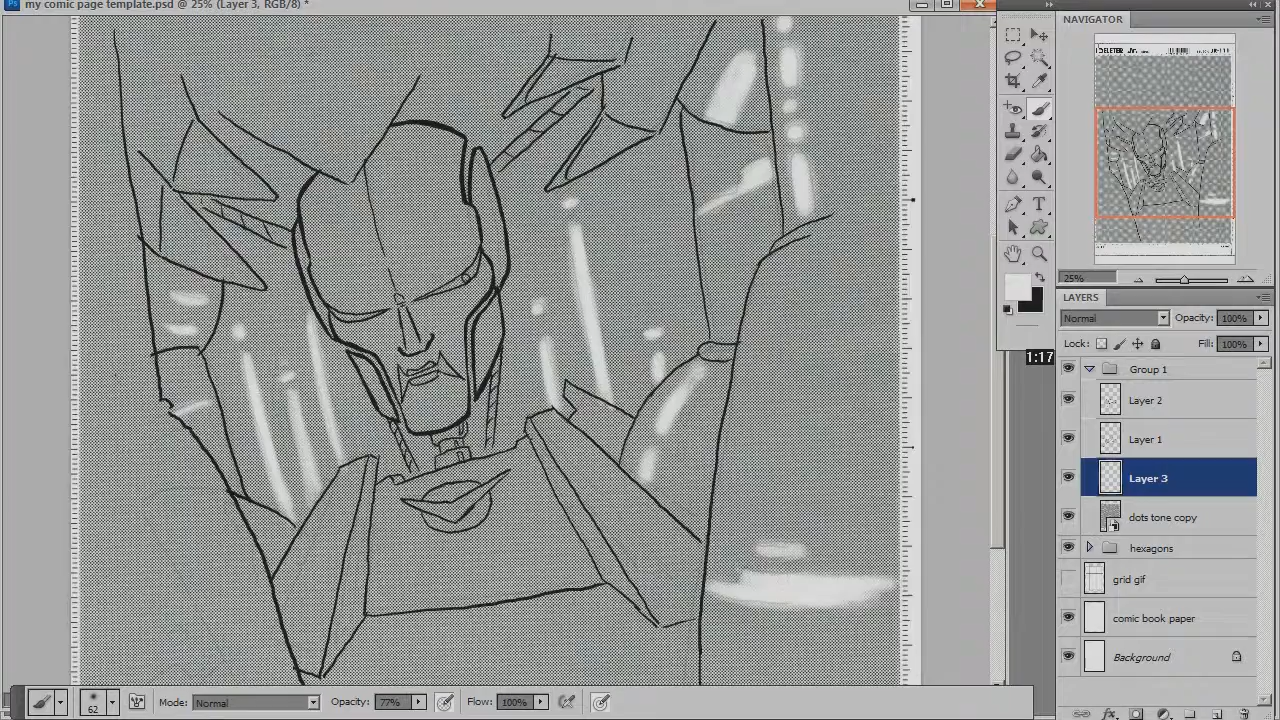 my comic page template.psd @ 25% (Layer 3, RGB/8) *
NAVIGATOR
25%
LAYERS
Normal
Opacity: 100%
Lock:
Fill: 100%
1:17
Group 1
Layer 2
Layer 1
Layer 3
dots tone copy
hexagons
grid gif
comic book paper
Background
62
Mode: Normal
Opacity: 77%
Flow: 100%